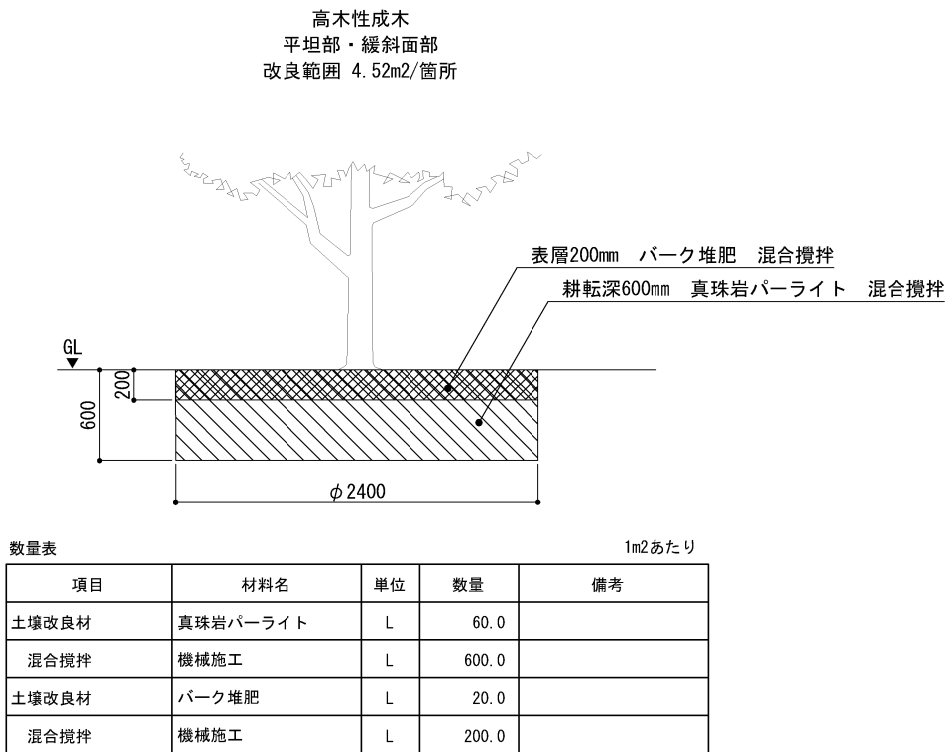 高木性成木
平坦部・緩斜面部
改良範囲 4.52m2/箇所
表層200mm バーク堆肥 混合攪拌
耕転深600mm 真珠岩パーライト 混合攪拌
GL
200
600
φ2400
数量表 1m2あたり
項目 材料名 単位 数量 備考
土壌改良材 真珠岩パーライト L 60.0
混合攪拌 機械施工 L 600.0
土壌改良材 バーク堆肥 L 20.0
混合攪拌 機械施工 L 200.0